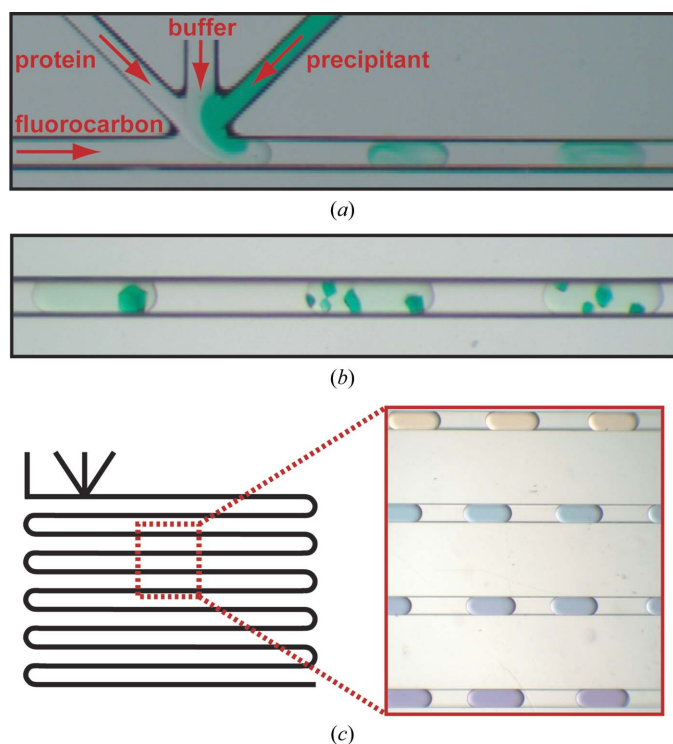 buffer
protein
precipitant
fluorocarbon
(a)
(b)
(c)